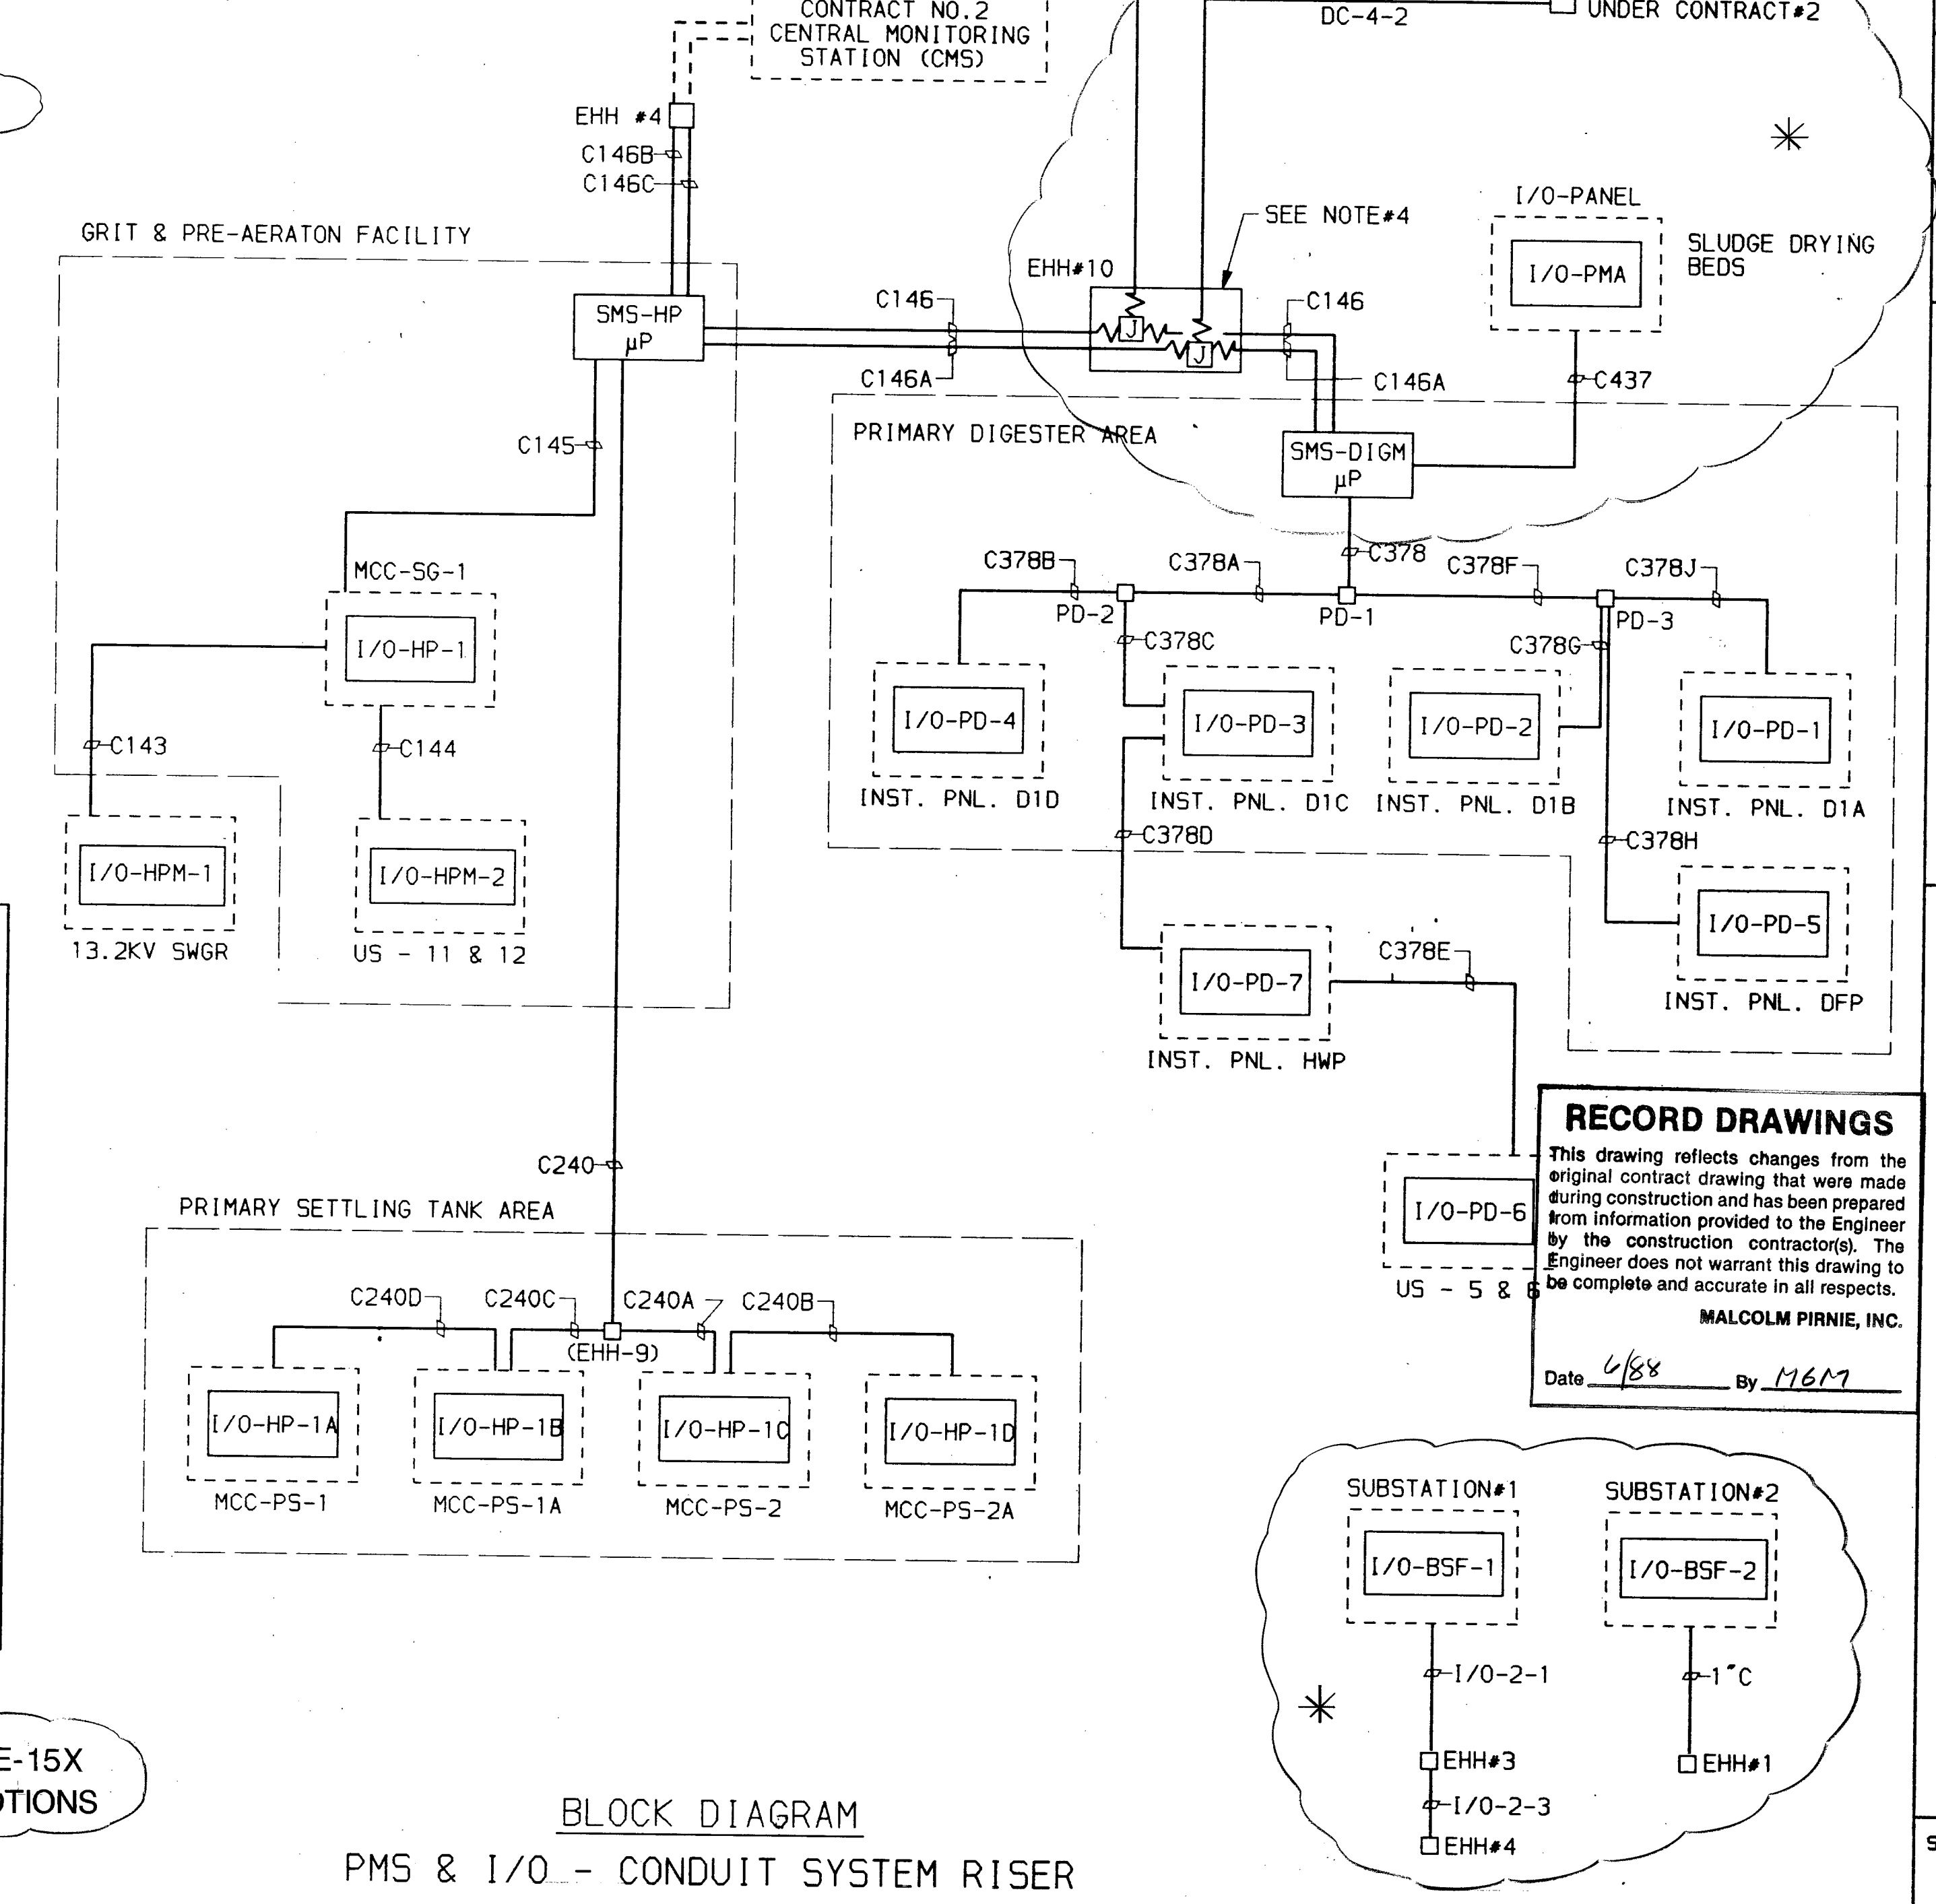 CONTRACT NO.2
CENTRAL MONITORING
STATION (CMS)
DC-4-2
UNDER CONTRACT#2
EHH #4
C146B
C146C
GRIT & PRE-AERATON FACILITY
SMS-HP
µP
C146
C146A
EHH#10
SEE NOTE#4
J
J
C146
C146A
I/O-PANEL
I/O-PMA
SLUDGE DRYING
BEDS
C437
PRIMARY DIGESTER AREA
SMS-DIGM
µP
C145
MCC-SG-1
I/O-HP-1
C143
C144
I/O-HPM-1
13.2KV SWGR
I/O-HPM-2
US - 11 & 12
C378
C378B
C378A
C378F
C378J
PD-2
PD-1
PD-3
C378C
C378G
I/O-PD-4
I/O-PD-3
I/O-PD-2
I/O-PD-1
INST. PNL. D1D
INST. PNL. D1C
INST. PNL. D1B
INST. PNL. D1A
C378D
C378H
I/O-PD-5
INST. PNL. DFP
I/O-PD-7
C378E
INST. PNL. HWP
I/O-PD-6
US - 5 & 6
C240
PRIMARY SETTLING TANK AREA
C240D
C240C
C240A
C240B
(EHH-9)
I/O-HP-1A
I/O-HP-1B
I/O-HP-1C
I/O-HP-1D
MCC-PS-1
MCC-PS-1A
MCC-PS-2
MCC-PS-2A
RECORD DRAWINGS
This drawing reflects changes from the
original contract drawing that were made
during construction and has been prepared
from information provided to the Engineer
by the construction contractor(s). The
Engineer does not warrant this drawing to
be complete and accurate in all respects.
MALCOLM PIRNIE, INC.
Date 6/88 By MGM
SUBSTATION#1
SUBSTATION#2
I/O-BSF-1
I/O-BSF-2
I/O-2-1
1"C
EHH#3
EHH#1
I/O-2-3
EHH#4
E-15X
OTIONS
BLOCK DIAGRAM
PMS & I/O - CONDUIT SYSTEM RISER